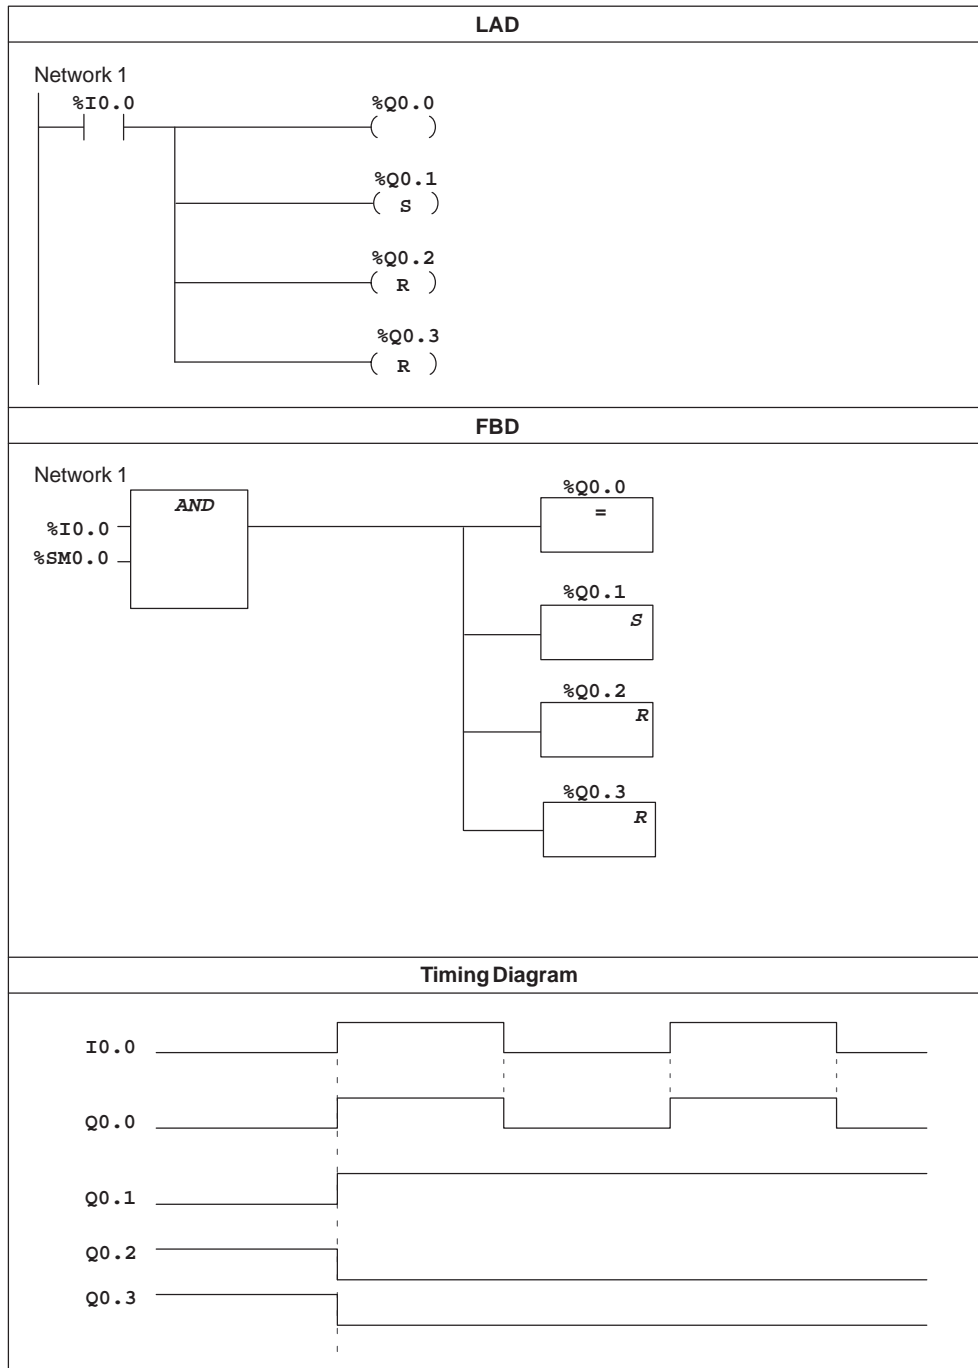 LAD
Network 1
%I0.0
%Q0.0
%Q0.1
S
%Q0.2
R
%Q0.3
R
FBD
Network 1
AND
%I0.0
%SM0.0
%Q0.0
=
%Q0.1
S
%Q0.2
R
%Q0.3
R
Timing Diagram
I0.0
Q0.0
Q0.1
Q0.2
Q0.3